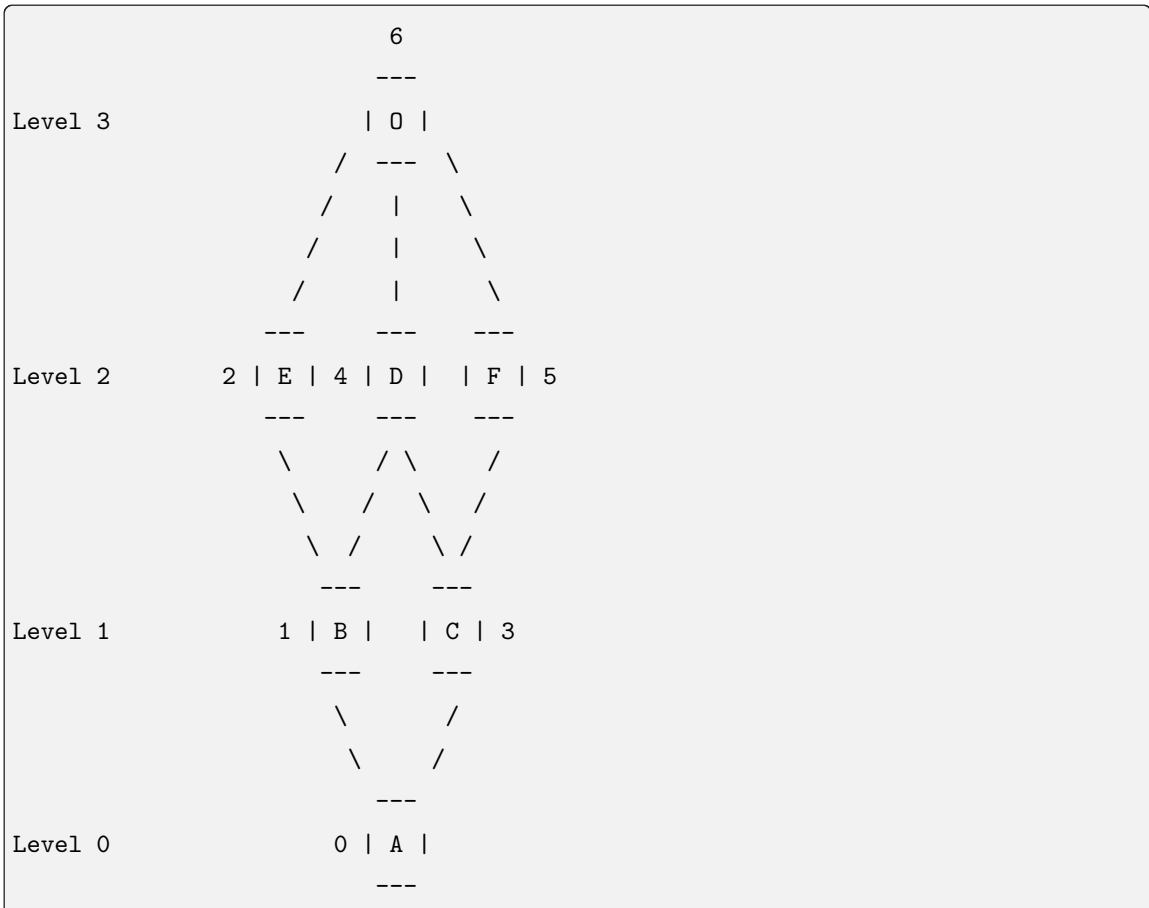 6
---
Level 3 | O |
/ --- \
/ | \
/ | \
/ | \
--- --- ---
Level 2 2 | E | 4 | D | | F | 5
--- --- ---
\ / \ /
\ / \ /
\ / \ /
--- ---
Level 1 1 | B | | C | 3
--- ---
\ /
\ /
---
Level 0 0 | A |
---